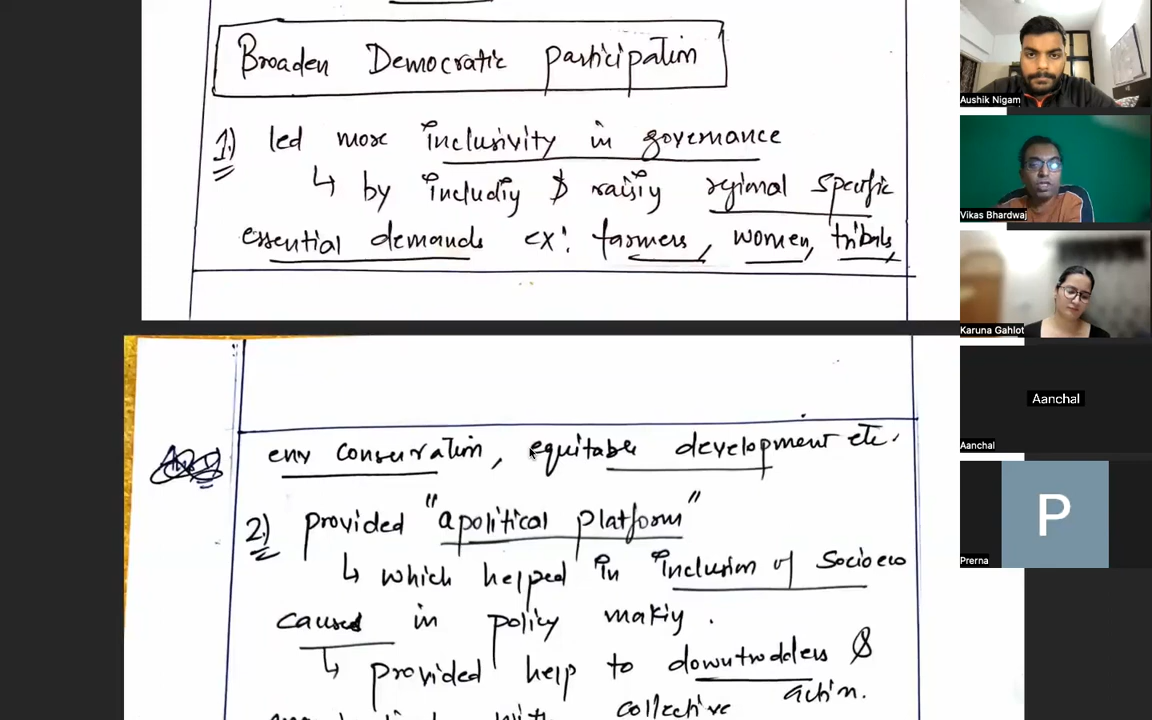 Broaden Democratic participation
1.) led more inclusivity in governance
↳ by including & raising regional specific
essential demands ex: farmers, women, tribals,
env conservation, equitable development etc.
2.) provided "apolitical platform"
↳ which helped in inclusion of Socioeco
causes in policy making.
↳ provided help to downtrodders &
collective action.
Aushik Nigam
Vikas Bhardwaj
Karuna Gahlot
Aanchal
Aanchal
P
Prerna